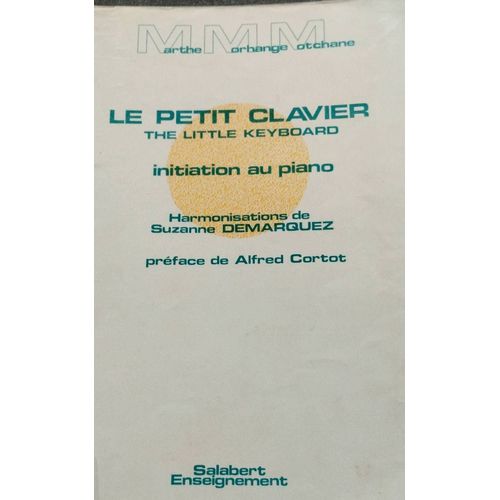 Marthe Morhange Motchane
LE PETIT CLAVIER
THE LITTLE KEYBOARD
initiation au piano
Harmonisations de
Suzanne DEMARQUEZ
préface de Alfred Cortot
Salabert
Enseignement